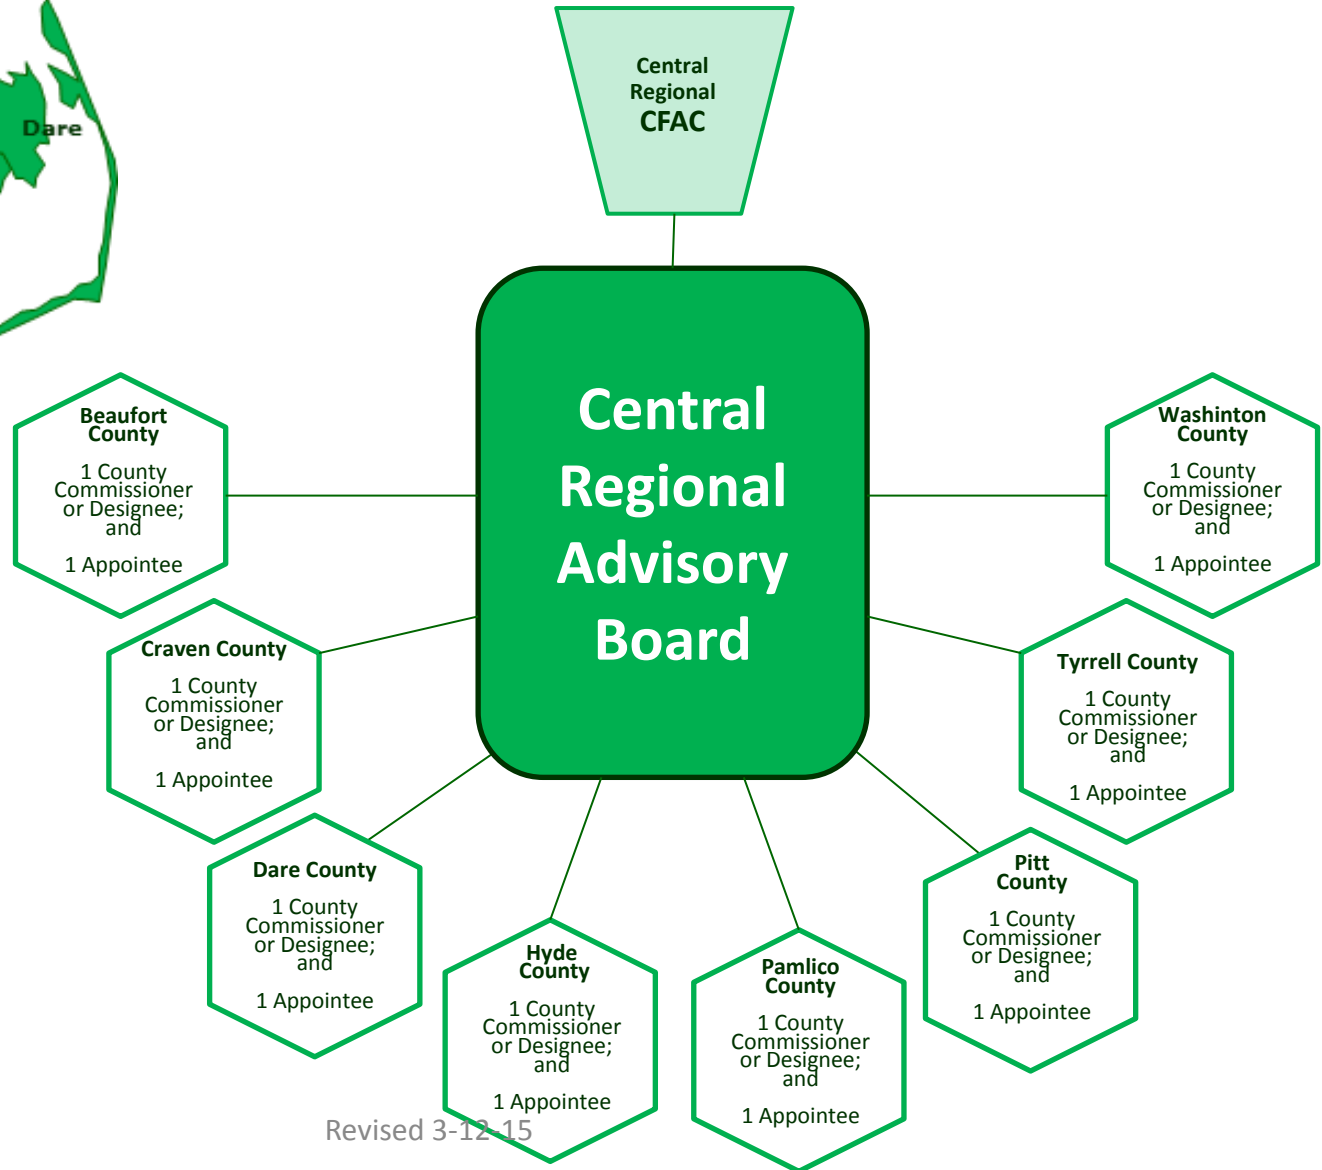 Dare
Central
Regional
CFAC
Central
Regional
Advisory
Board
Beaufort
County
1 County
Commissioner
or Designee;
and
1 Appointee
Craven County
1 County
Commissioner
or Designee;
and
1 Appointee
Dare County
1 County
Commissioner
or Designee;
and
1 Appointee
Hyde
County
1 County
Commissioner
or Designee;
and
1 Appointee
Pamlico
County
1 County
Commissioner
or Designee;
and
1 Appointee
Pitt
County
1 County
Commissioner
or Designee;
and
1 Appointee
Tyrrell County
1 County
Commissioner
or Designee;
and
1 Appointee
Washinton
County
1 County
Commissioner
or Designee;
and
1 Appointee
Revised 3-12-15